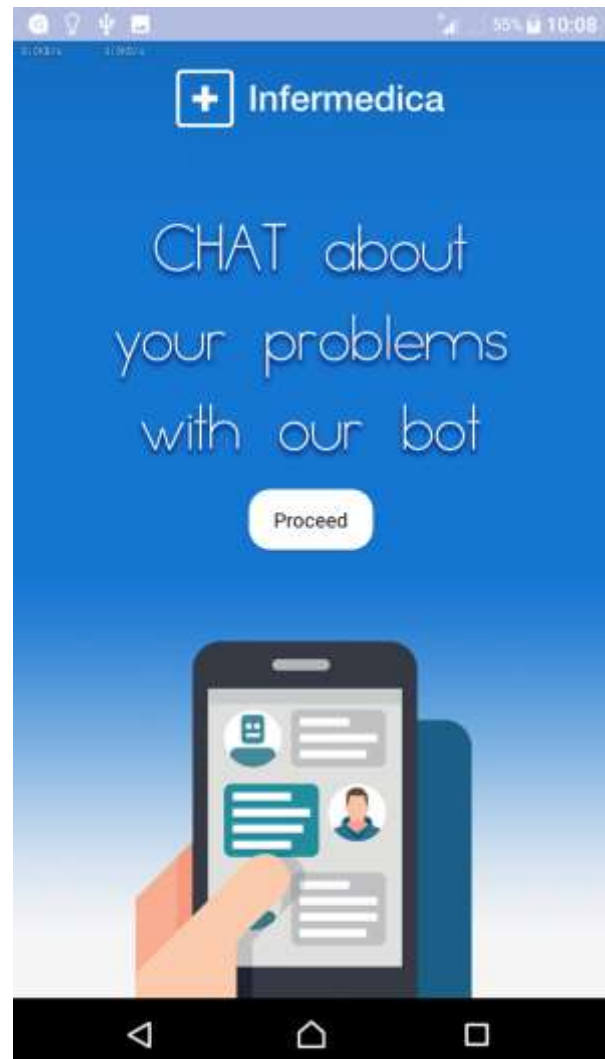 55% 10:08
Infermedica
CHAT about
your problems
with our bot
Proceed